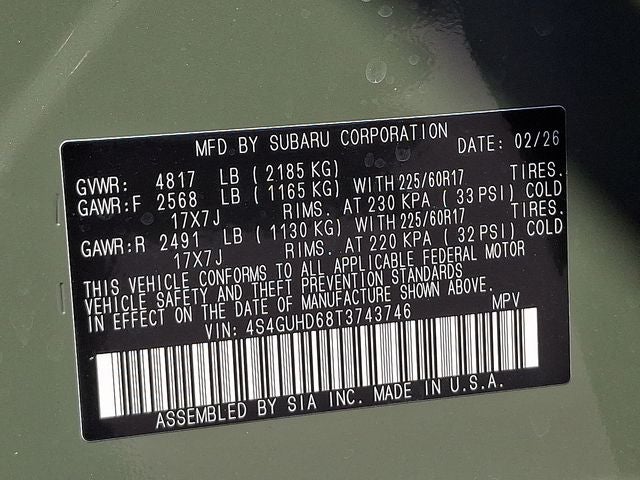 MFD BY SUBARU CORPORATION DATE: 02/26
GVWR: 4817 LB ( 2185 KG)
GAWR:F 2568 LB ( 1165 KG) WITH 225/60R17 TIRES.
17X7J RIMS. AT 230 KPA ( 33 PSI) COLD
GAWR:R 2491 LB ( 1130 KG) WITH 225/60R17 TIRES.
17X7J RIMS. AT 220 KPA ( 32 PSI) COLD
THIS VEHICLE CONFORMS TO ALL APPLICABLE FEDERAL MOTOR
VEHICLE SAFETY AND THEFT PREVENTION STANDARDS
IN EFFECT ON THE DATE OF MANUFACTURE SHOWN ABOVE.
VIN: 4S4GUHD68T3743746 MPV
ASSEMBLED BY SIA INC. MADE IN U.S.A.